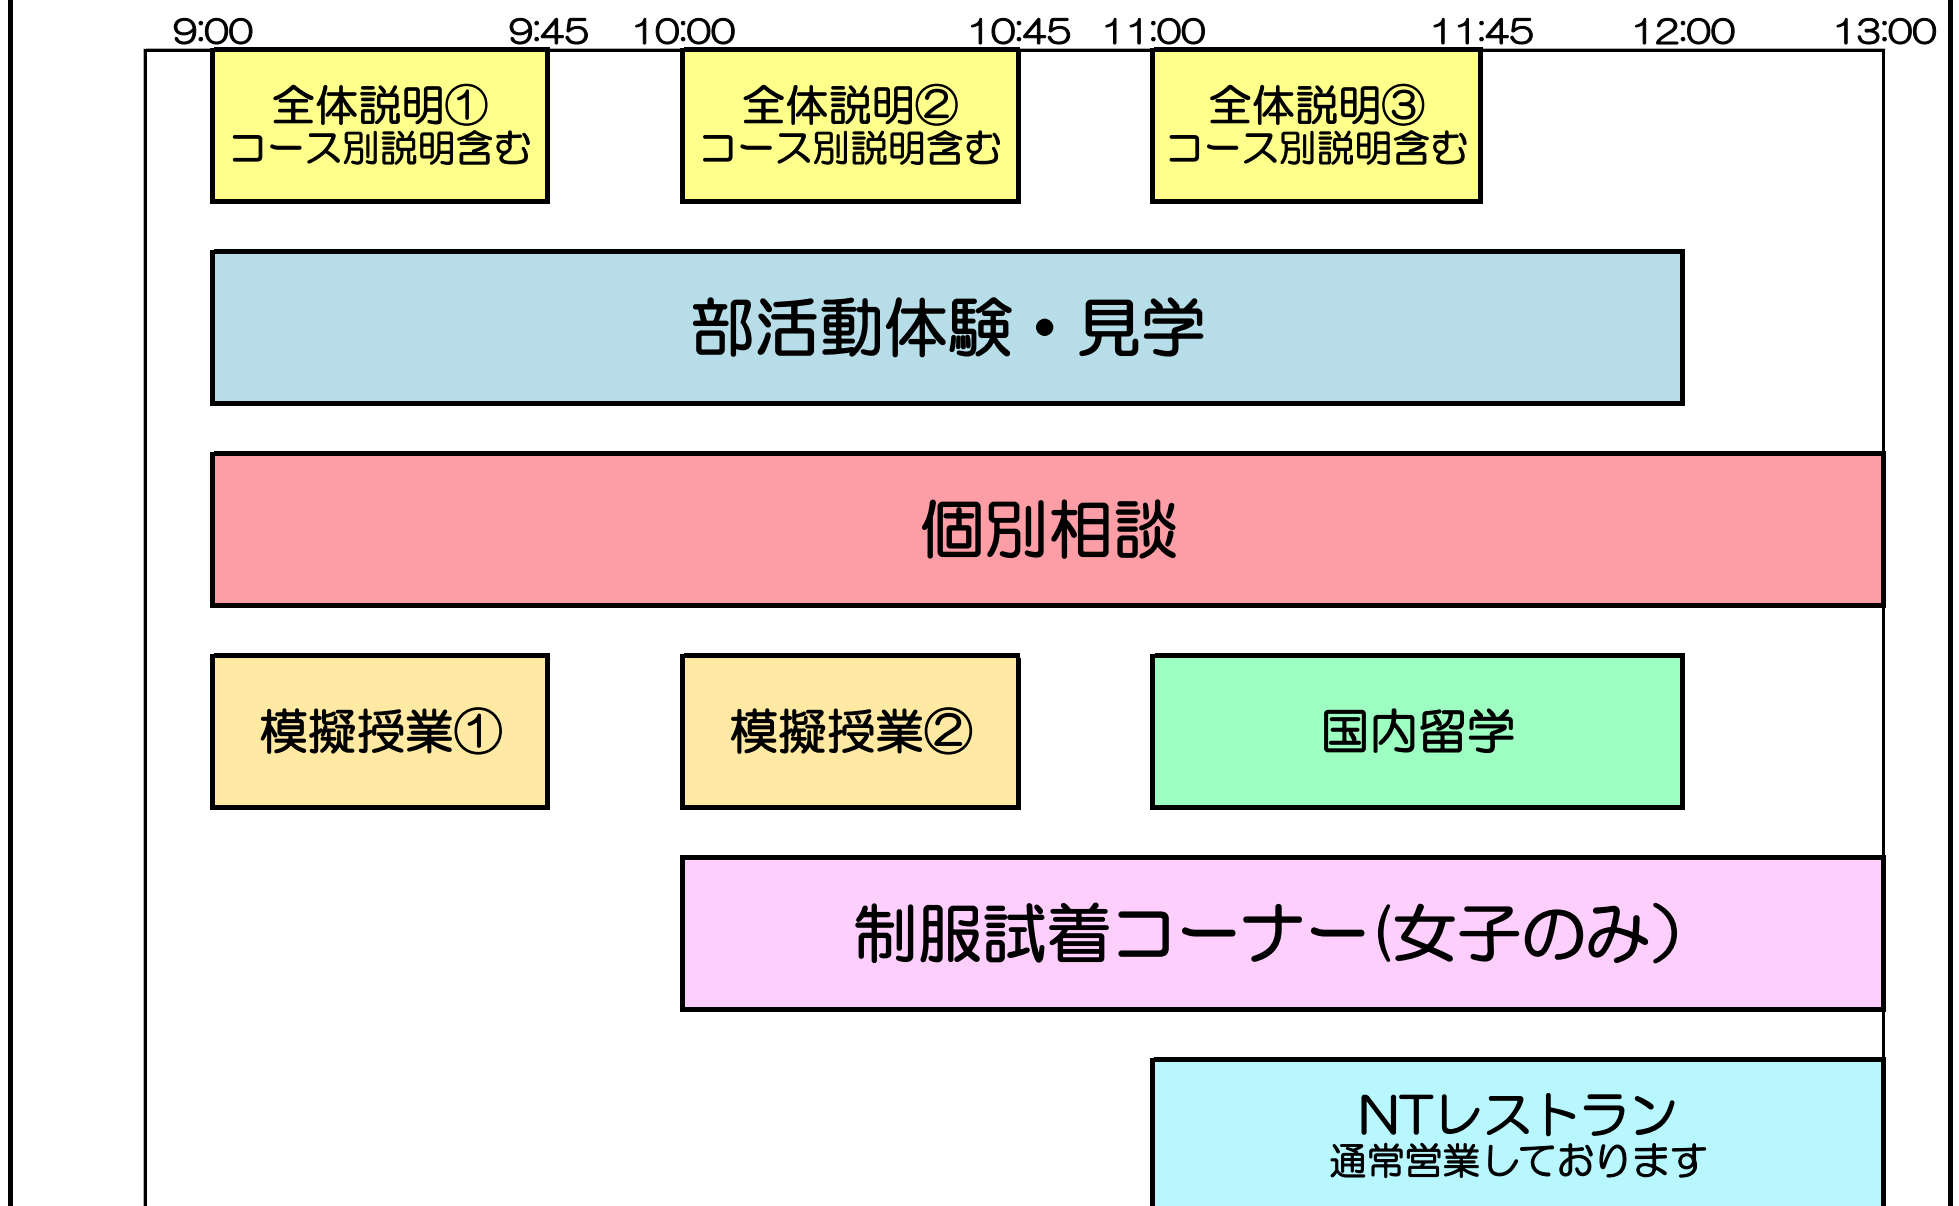 9:00 9:45 10:00 10:45 11:00 11:45 12:00 13:00
全体説明① 全体説明② 全体説明③
コース別説明含む コース別説明含む コース別説明含む
部活動体験・見学
個別相談
模擬授業① 模擬授業② 国内留学
制服試着コーナー(女子のみ）
NTレストラン
通常営業しております